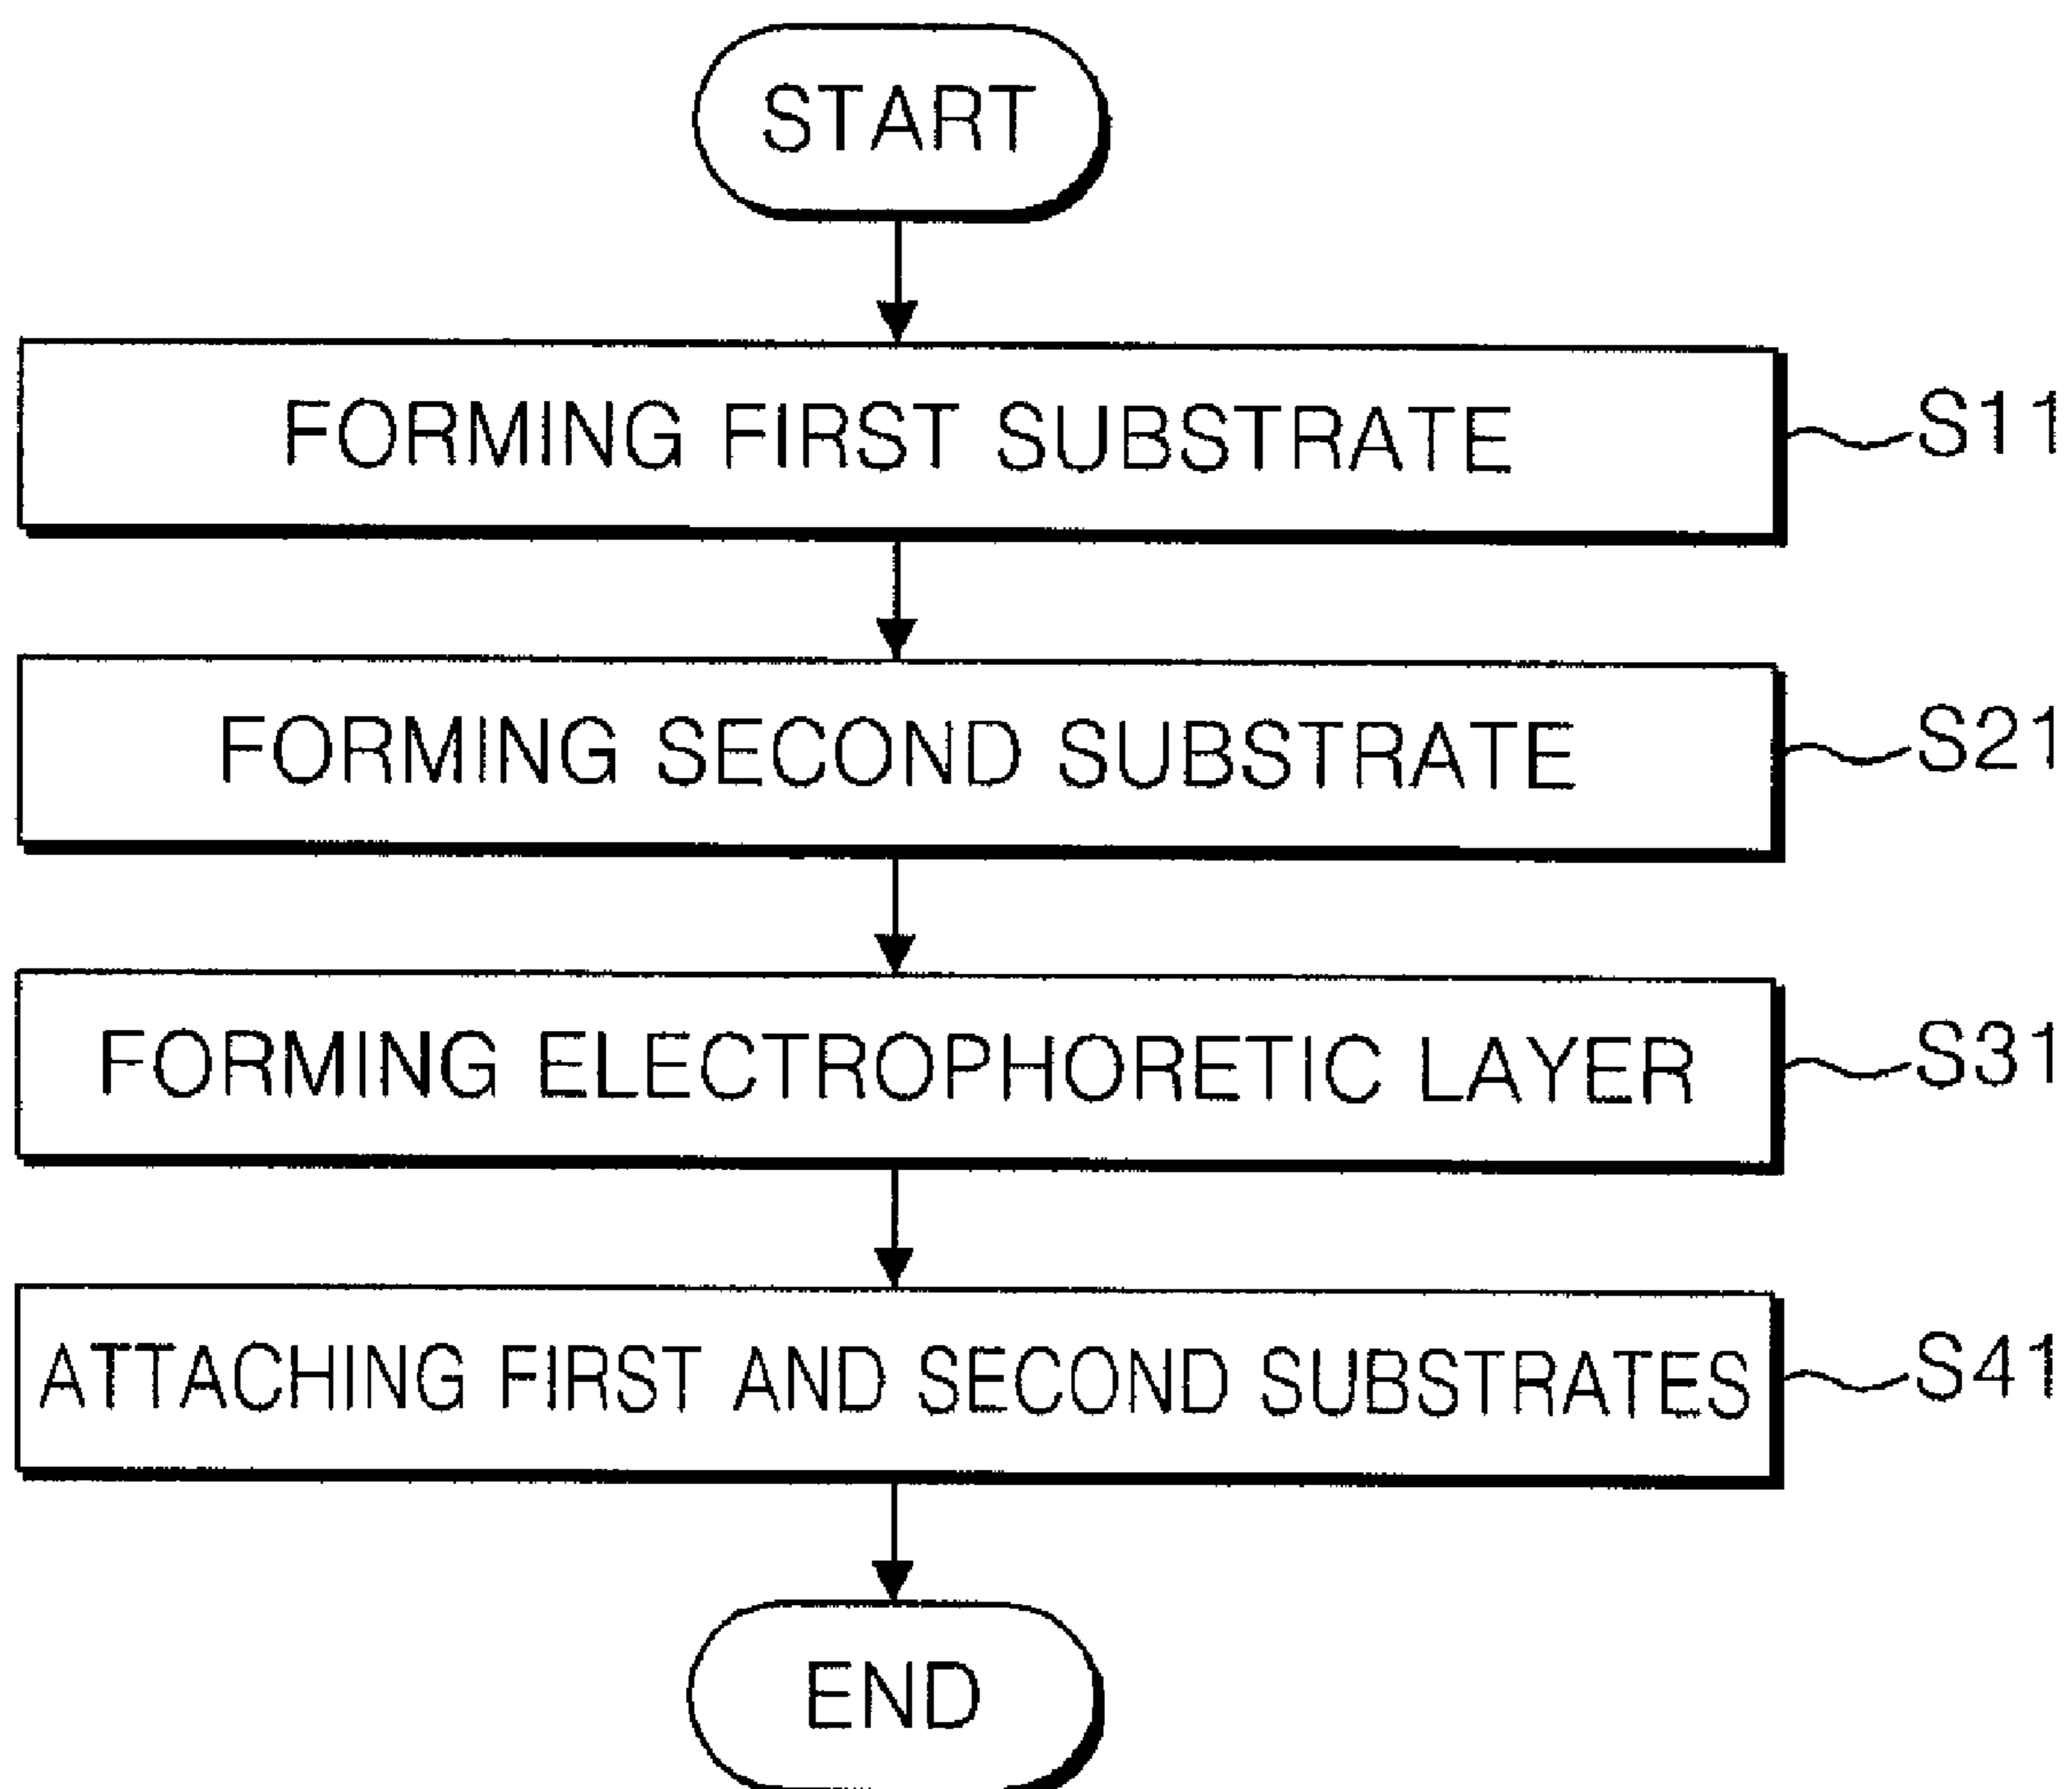 START
FORMING FIRST SUBSTRATE
S11
FORMING SECOND SUBSTRATE
S21
FORMING ELECTROPHORETIC LAYER
S31
ATTACHING FIRST AND SECOND SUBSTRATES
S41
END